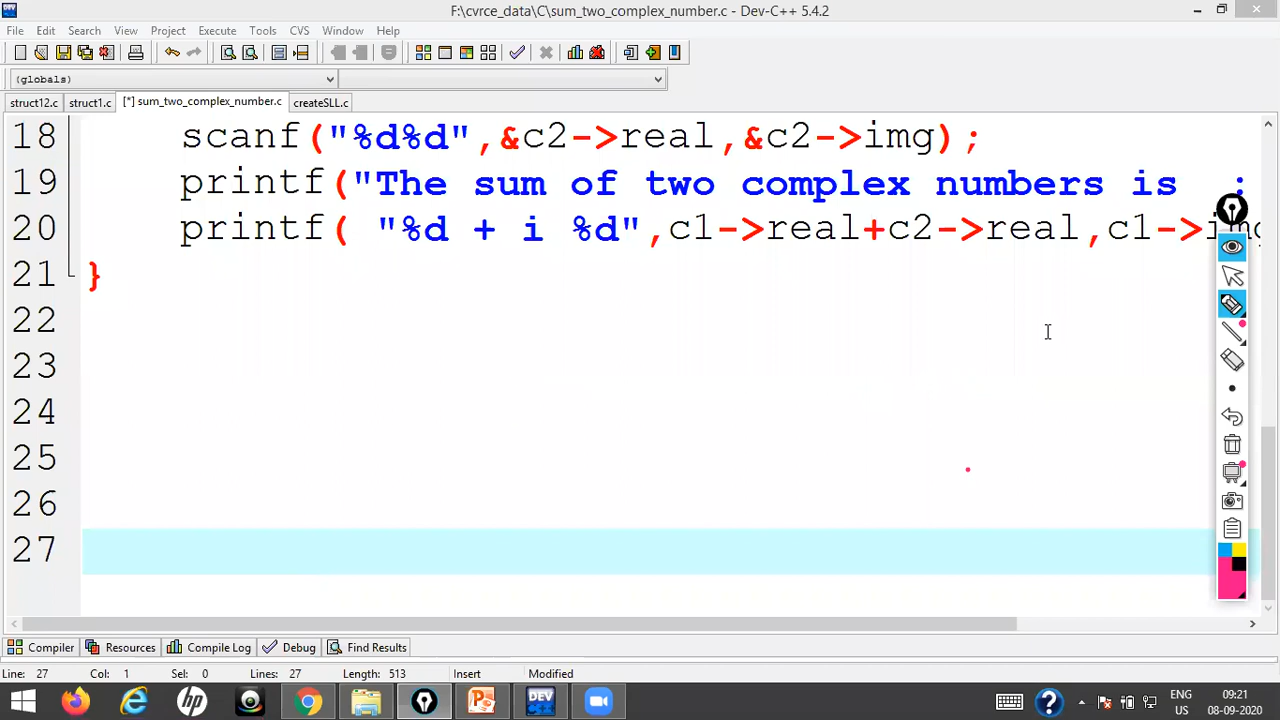 F:\cvrce_data\C\sum_two_complex_number.c - Dev-C++ 5.4.2
File Edit Search View Project Execute Tools CVS Window Help
(globals)
struct12.c struct1.c [*] sum_two_complex_number.c createSLL.c
18 scanf("%d%d",&c2->real,&c2->img);
19 printf("The sum of two complex numbers is :
20 printf( "%d + i %d",c1->real+c2->real,c1->img
21 }
22
23
24
25
26
27
Compiler Resources Compile Log Debug Find Results
Line: 27 Col: 1 Sel: 0 Lines: 27 Length: 513 Insert Modified
hp DEV ENG 09:21
US 08-09-2020